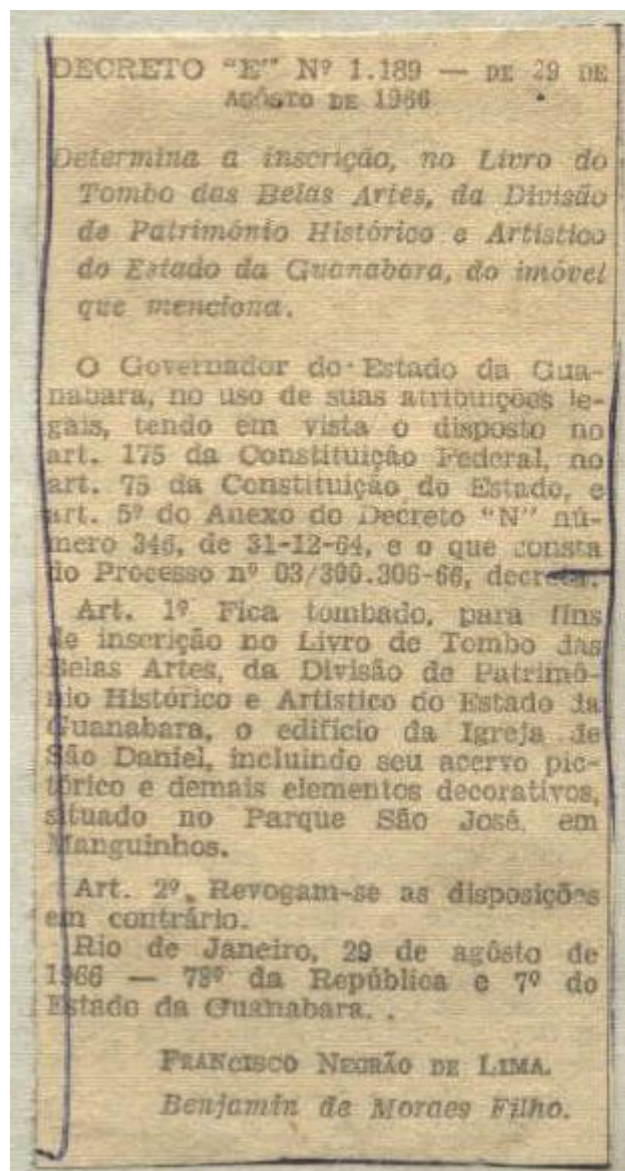 DECRETO "E" Nº 1.189 — DE 29 DE
AGÔSTO DE 1966
Determina a inscrição, no Livro do
Tombo das Belas Artes, da Divisão
de Patrimônio Histórico e Artístico
do Estado da Guanabara, do imóvel
que menciona.
O Governador do Estado da Gua-
nabara, no uso de suas atribuições le-
gais, tendo em vista o disposto no
art. 175 da Constituição Federal, no
art. 75 da Constituição do Estado, e
art. 5º do Anexo do Decreto "N" nú-
mero 346, de 31-12-64, e o que consta
do Processo nº 03/300.306-66, decreta:
Art. 1º Fica tombado, para fins
de inscrição no Livro de Tombo das
Belas Artes, da Divisão de Patrimô-
nio Histórico e Artístico do Estado da
Guanabara, o edifício da Igreja de
São Daniel, incluindo seu acervo pic-
tórico e demais elementos decorativos,
situado no Parque São José, em
Manguinhos.
Art. 2º. Revogam-se as disposições
em contrário.
Rio de Janeiro, 29 de agôsto de
1966 — 78º da República e 7º do
Estado da Guanabara. .
FRANCISCO NEGRÃO DE LIMA.
Benjamin de Moraes Filho.